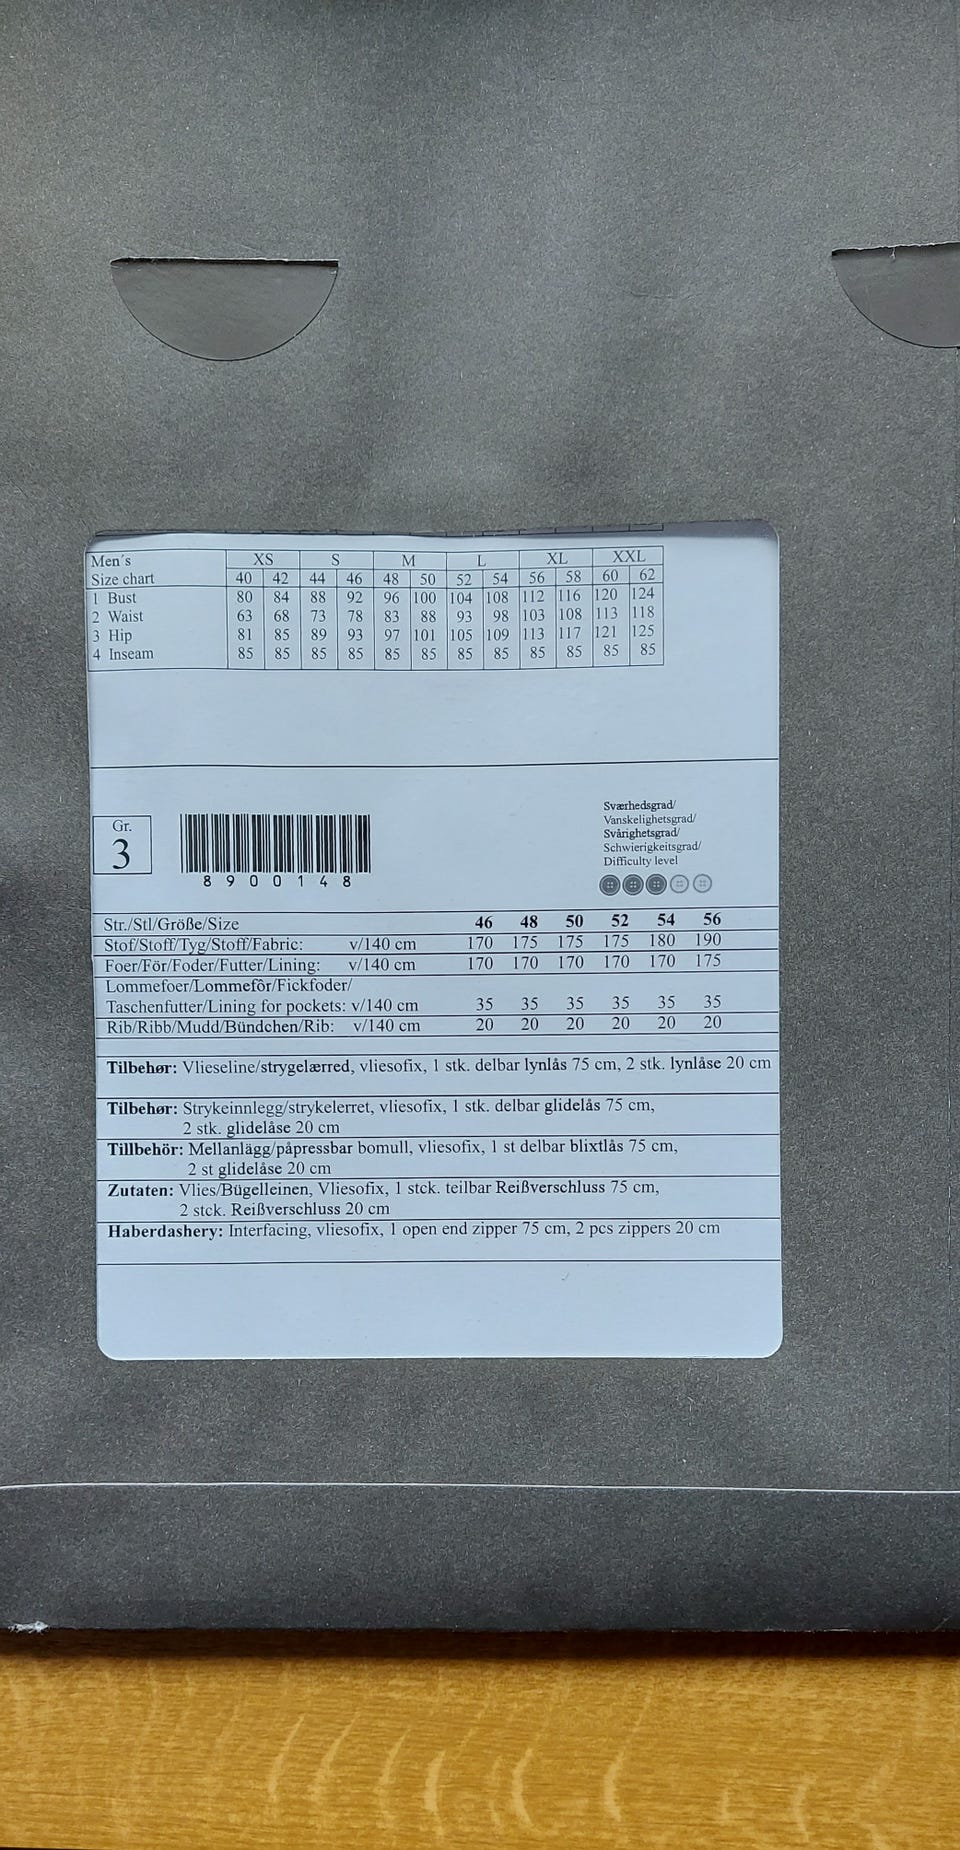 Men´s XS S M L XL XXL
Size chart 40 42 44 46 48 50 52 54 56 58 60 62
1 Bust 80 84 88 92 96 100 104 108 112 116 120 124
2 Waist 63 68 73 78 83 88 93 98 103 108 113 118
3 Hip 81 85 89 93 97 101 105 109 113 117 121 125
4 Inseam 85 85 85 85 85 85 85 85 85 85 85 85
Gr.
3
8900148
Sværhedsgrad/
Vanskelighetsgrad/
Svårighetsgrad/
Schwierigkeitsgrad/
Difficulty level
Str./Stl/Größe/Size 46 48 50 52 54 56
Stof/Stoff/Tyg/Stoff/Fabric: v/140 cm 170 175 175 175 180 190
Foer/Fôr/Foder/Futter/Lining: v/140 cm 170 170 170 170 170 175
Lommefoer/Lommefôr/Fickfoder/
Taschenfutter/Lining for pockets: v/140 cm 35 35 35 35 35 35
Rib/Ribb/Mudd/Bündchen/Rib: v/140 cm 20 20 20 20 20 20
Tilbehør: Vlieseline/strygelærred, vliesofix, 1 stk. delbar lynlås 75 cm, 2 stk. lynlåse 20 cm
Tilbehør: Strykeinnlegg/strykelerret, vliesofix, 1 stk. delbar glidelås 75 cm,
2 stk. glidelåse 20 cm
Tillbehör: Mellanlägg/påpressbar bomull, vliesofix, 1 st delbar blixtlås 75 cm,
2 st glidelåse 20 cm
Zutaten: Vlies/Bügelleinen, Vliesofix, 1 stck. teilbar Reißverschluss 75 cm,
2 stck. Reißverschluss 20 cm
Haberdashery: Interfacing, vliesofix, 1 open end zipper 75 cm, 2 pcs zippers 20 cm